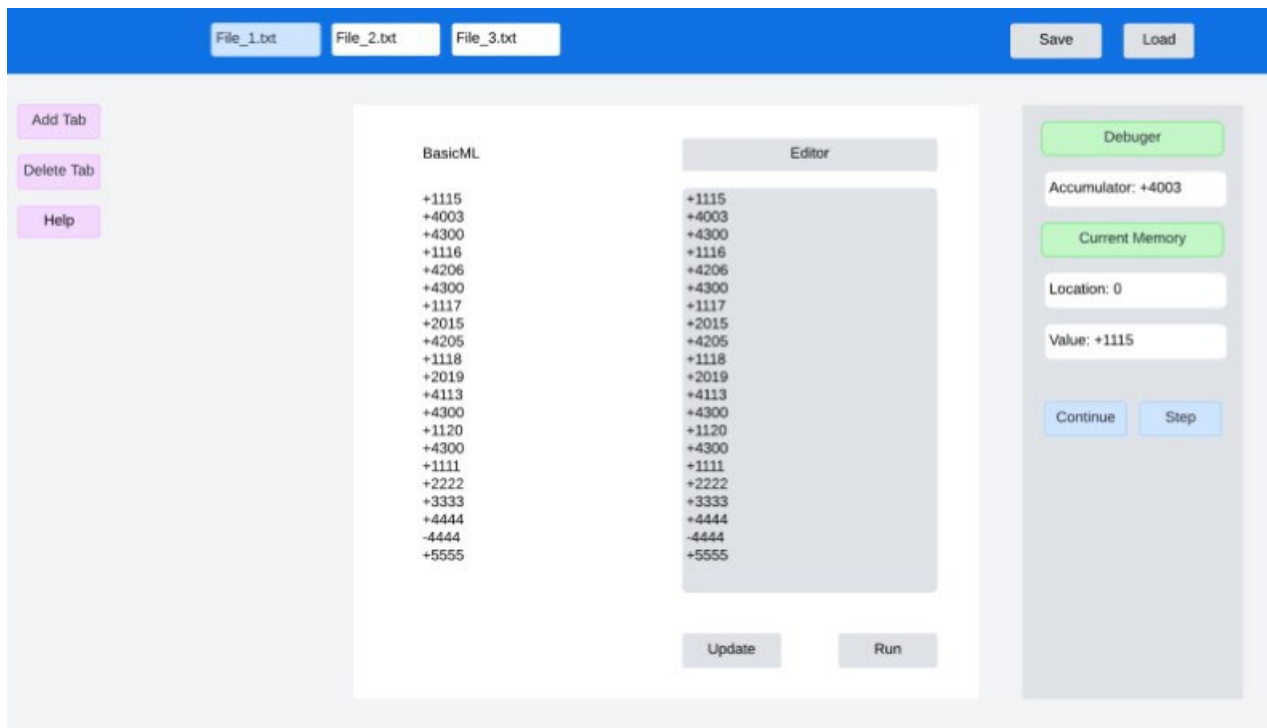 File_1.txt
File_2.txt
File_3.txt
Save
Load
Add Tab
Delete Tab
Help
BasicML
+1115
+4003
+4300
+1116
+4206
+4300
+1117
+2015
+4205
+1118
+2019
+4113
+4300
+1120
+4300
+1111
+2222
+3333
+4444
-4444
+5555
Editor
+1115
+4003
+4300
+1116
+4206
+4300
+1117
+2015
+4205
+1118
+2019
+4113
+4300
+1120
+4300
+1111
+2222
+3333
+4444
-4444
+5555
Update
Run
Debuger
Accumulator: +4003
Current Memory
Location: 0
Value: +1115
Continue
Step